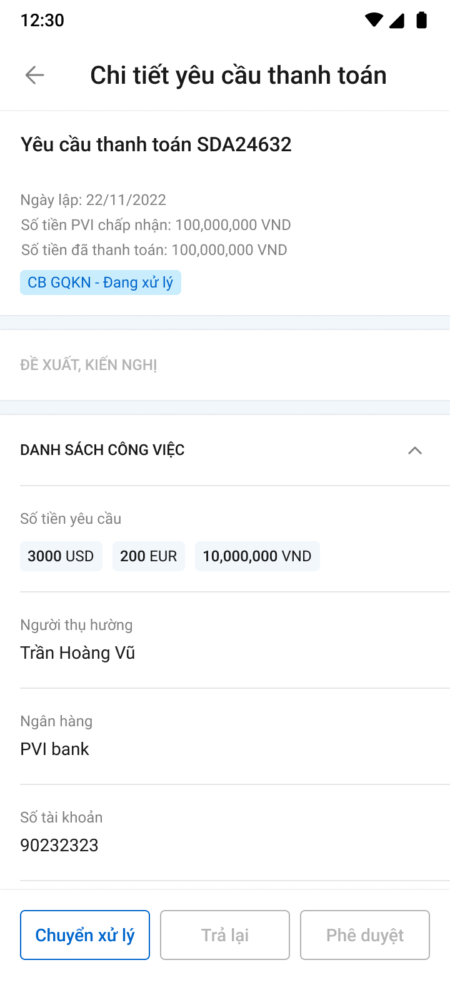 12:30
Chi tiết yêu cầu thanh toán
Yêu cầu thanh toán SDA24632
Ngày lập: 22/11/2022
Số tiền PVI chấp nhận: 100,000,000 VND
Số tiền đã thanh toán: 100,000,000 VND
CB GQKN - Đang xử lý
ĐỀ XUẤT, KIẾN NGHỊ
DANH SÁCH CÔNG VIỆC
Số tiền yêu cầu
3000 USD 200 EUR 10,000,000 VND
Người thụ hường
Trần Hoàng Vũ
Ngân hàng
PVI bank
Số tài khoản
90232323
Chuyển xử lý Trả lại Phê duyệt